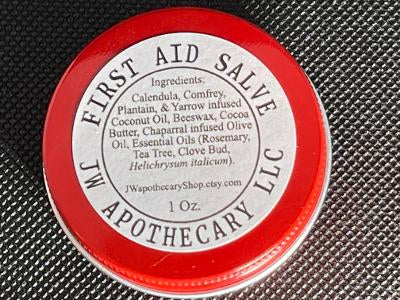 FIRST AID SALVE
Ingredients:
Calendula, Comfrey,
Plantain, & Yarrow infused
Coconut Oil, Beeswax, Cocoa
Butter, Chaparral infused Olive
Oil, Essential Oils (Rosemary,
Tea Tree, Clove Bud,
Helichrysum italicum).
JWapothecaryShop.etsy.com
1 Oz.
JW APOTHECARY LLC